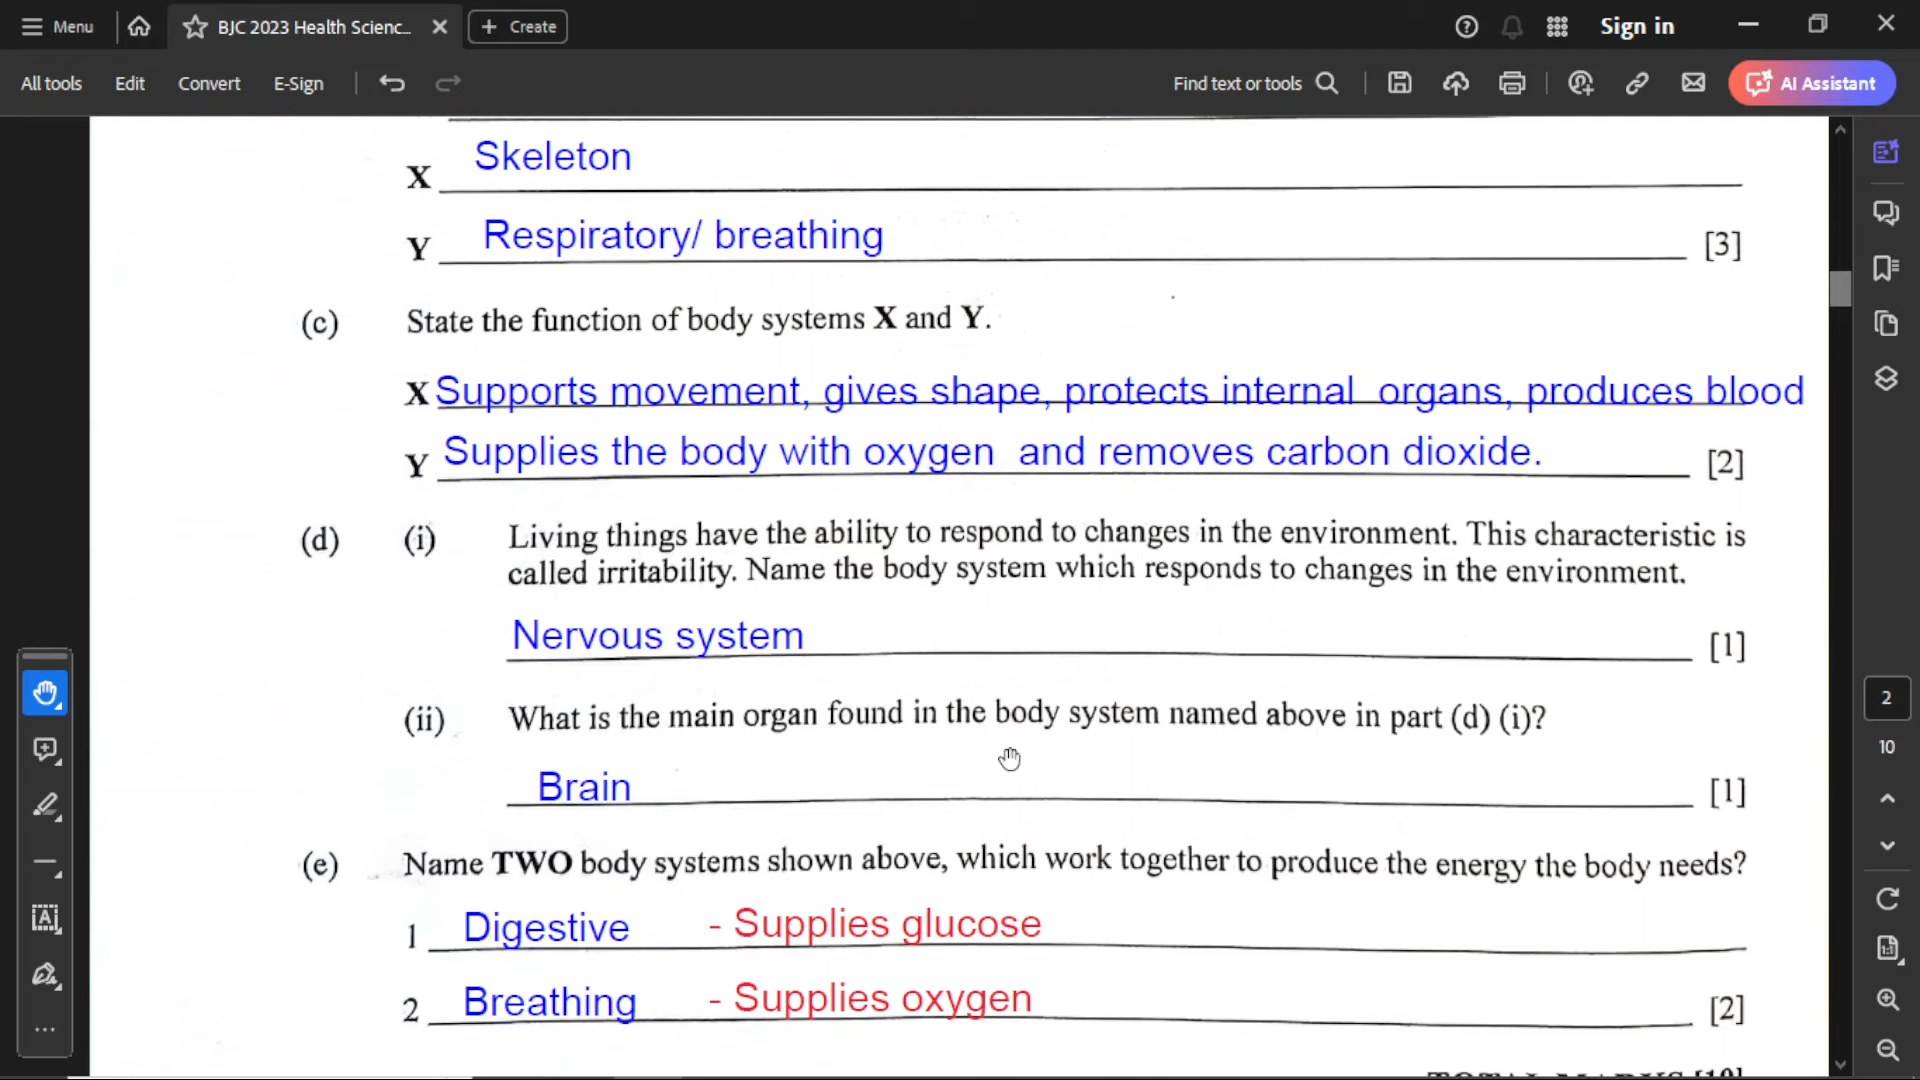 Menu
BJC 2023 Health Scienc...
Create
Sign in
All tools
Edit
Convert
E-Sign
Find text or tools
AI Assistant
X Skeleton
Y Respiratory/ breathing [3]
(c) State the function of body systems X and Y.
X Supports movement, gives shape, protects internal organs, produces blood
Y Supplies the body with oxygen and removes carbon dioxide. [2]
(d) (i) Living things have the ability to respond to changes in the environment. This characteristic is
called irritability. Name the body system which responds to changes in the environment.
Nervous system [1]
(ii) What is the main organ found in the body system named above in part (d) (i)?
Brain [1]
(e) Name TWO body systems shown above, which work together to produce the energy the body needs?
1 Digestive - Supplies glucose
2 Breathing - Supplies oxygen [2]
2
10